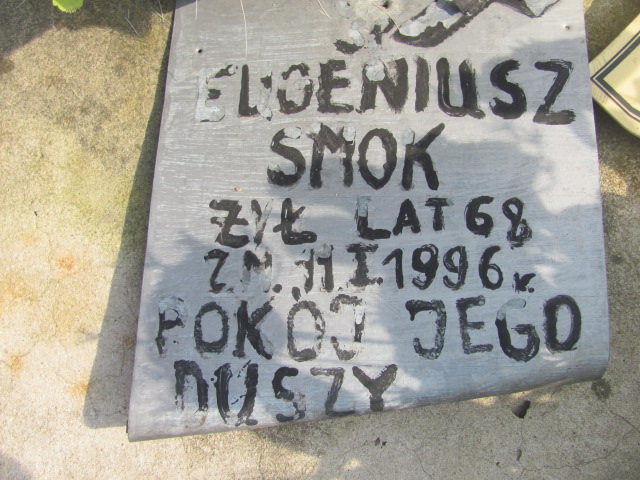 Ś.P.
EUGENIUSZ
SMOK
ŻYŁ LAT 68
ZM. 11 I. 1996 r.
POKÓJ JEGO
DUSZY